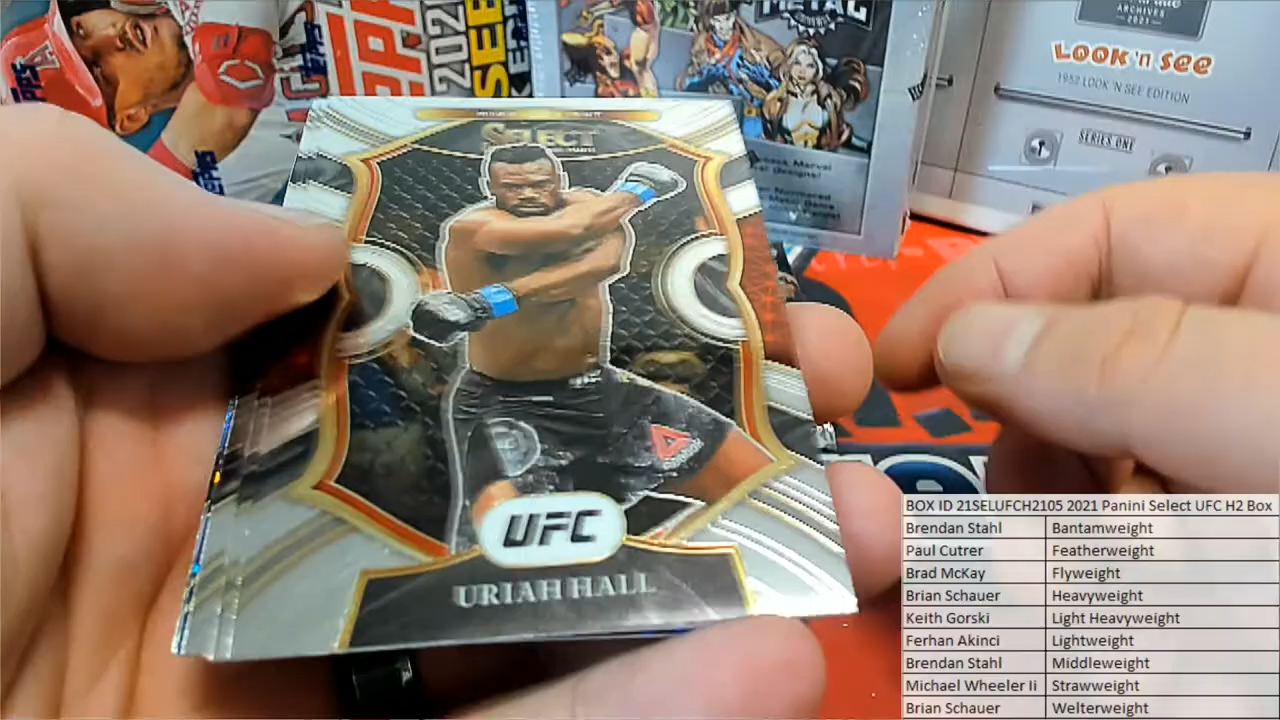 2021
METAL
ARCHIVES
2021
LOOK 'N SEE
1952 LOOK 'N SEE EDITION
SERIES ONE
SELECT
UFC
URIAH HALL
BOX ID 21SELUFCH2105 2021 Panini Select UFC H2 Box
Brendan Stahl Bantamweight
Paul Cutrer Featherweight
Brad McKay Flyweight
Brian Schauer Heavyweight
Keith Gorski Light Heavyweight
Ferhan Akinci Lightweight
Brendan Stahl Middleweight
Michael Wheeler Ii Strawweight
Brian Schauer Welterweight